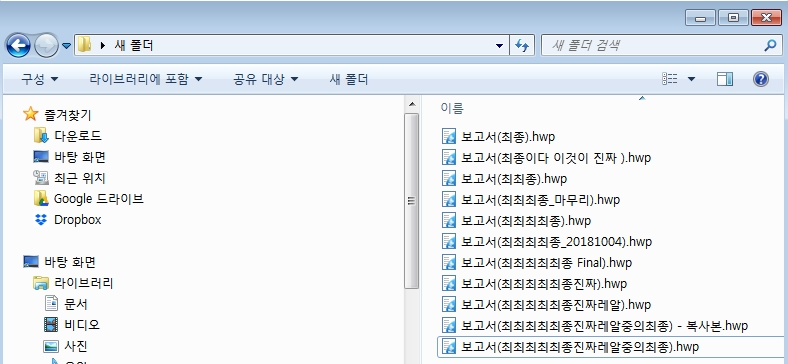 새 폴더
새 폴더 검색
구성
라이브러리에 포함
공유 대상
새 폴더
즐겨찾기
다운로드
바탕 화면
최근 위치
Google 드라이브
Dropbox
바탕 화면
라이브러리
문서
비디오
사진
이름
보고서(최종).hwp
보고서(최종이다 이것이 진짜 ).hwp
보고서(최최종).hwp
보고서(최최최종_마무리).hwp
보고서(최최최최종).hwp
보고서(최최최최종_20181004).hwp
보고서(최최최최최종 Final).hwp
보고서(최최최최최종진짜).hwp
보고서(최최최최최종진짜레알).hwp
보고서(최최최최최종진짜레알중의최종) - 복사본.hwp
보고서(최최최최최종진짜레알중의최종).hwp